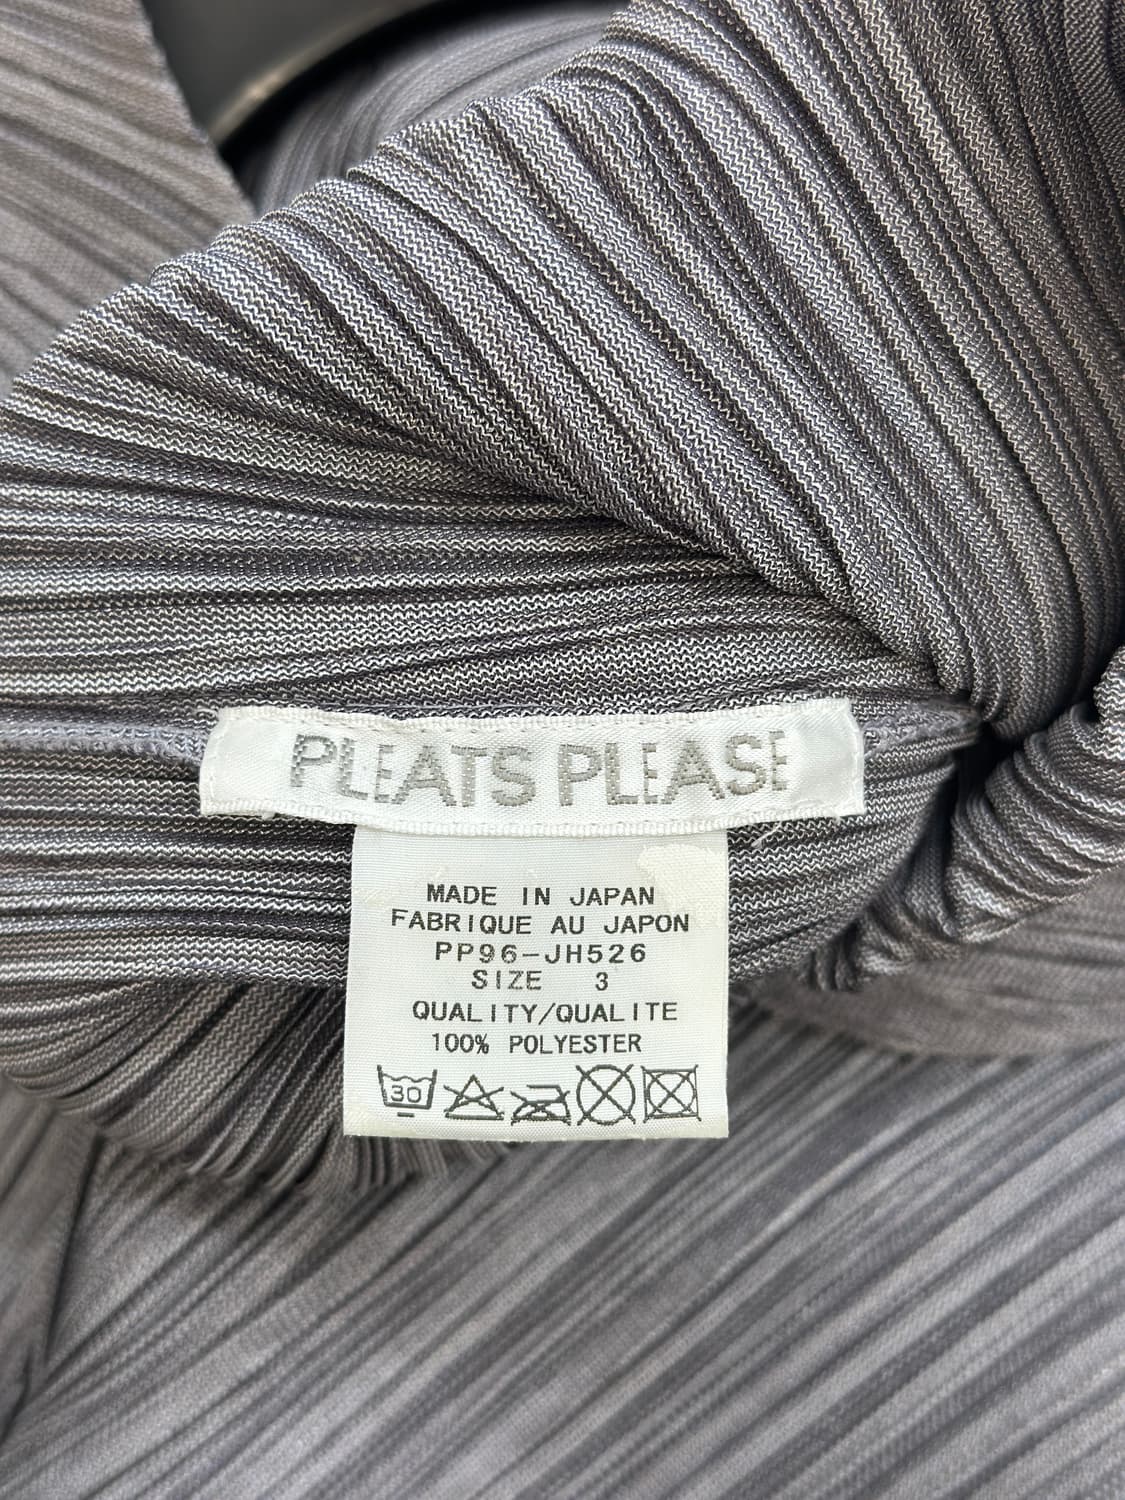 PLEATS PLEASE
MADE IN JAPAN
FABRIQUE AU JAPON
PP96-JH526
SIZE 3
QUALITY/QUALITE
100% POLYESTER
30